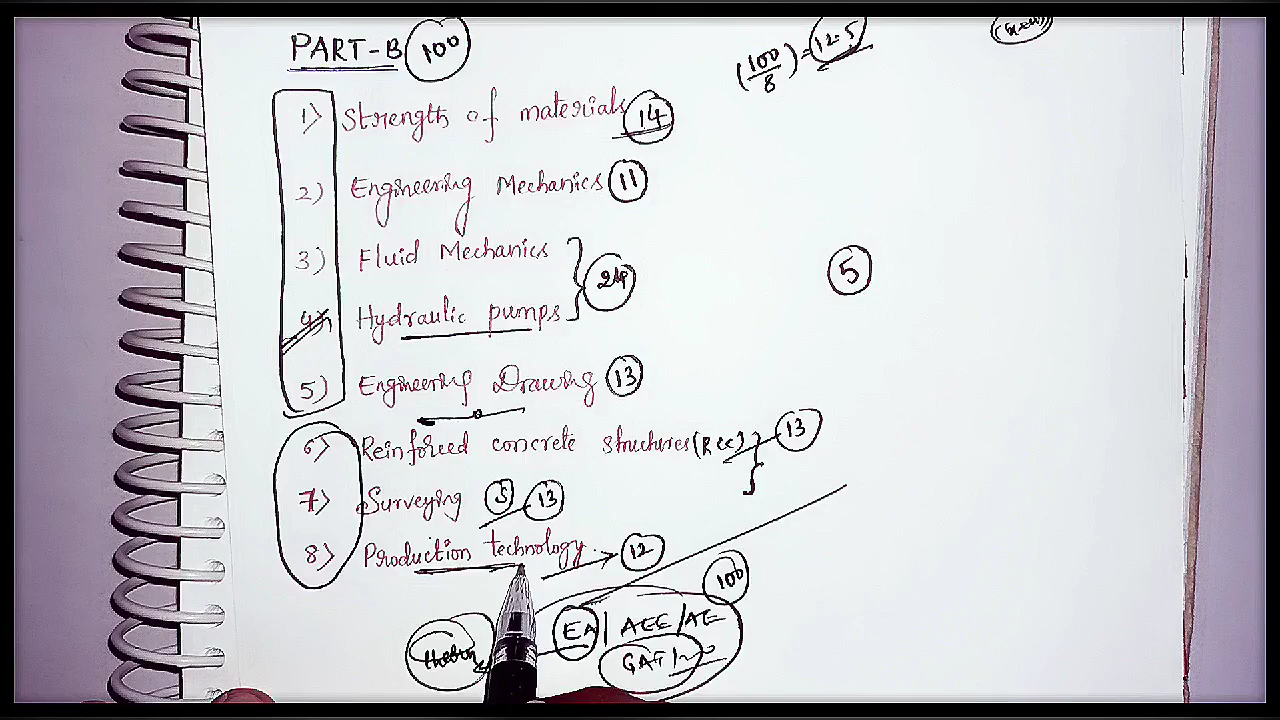 PART-B 100
(100/8) = 12.5
1) Strength of materials 14
2) Engineering Mechanics 11
3) Fluid Mechanics
24
5
4) Hydraulic pumps
5) Engineering Drawing 13
6) Reinforced concrete structures (RCC) 13
7) Surveying 5 13
8) Production technology → 12
100
EA / AEE / AE
GATE